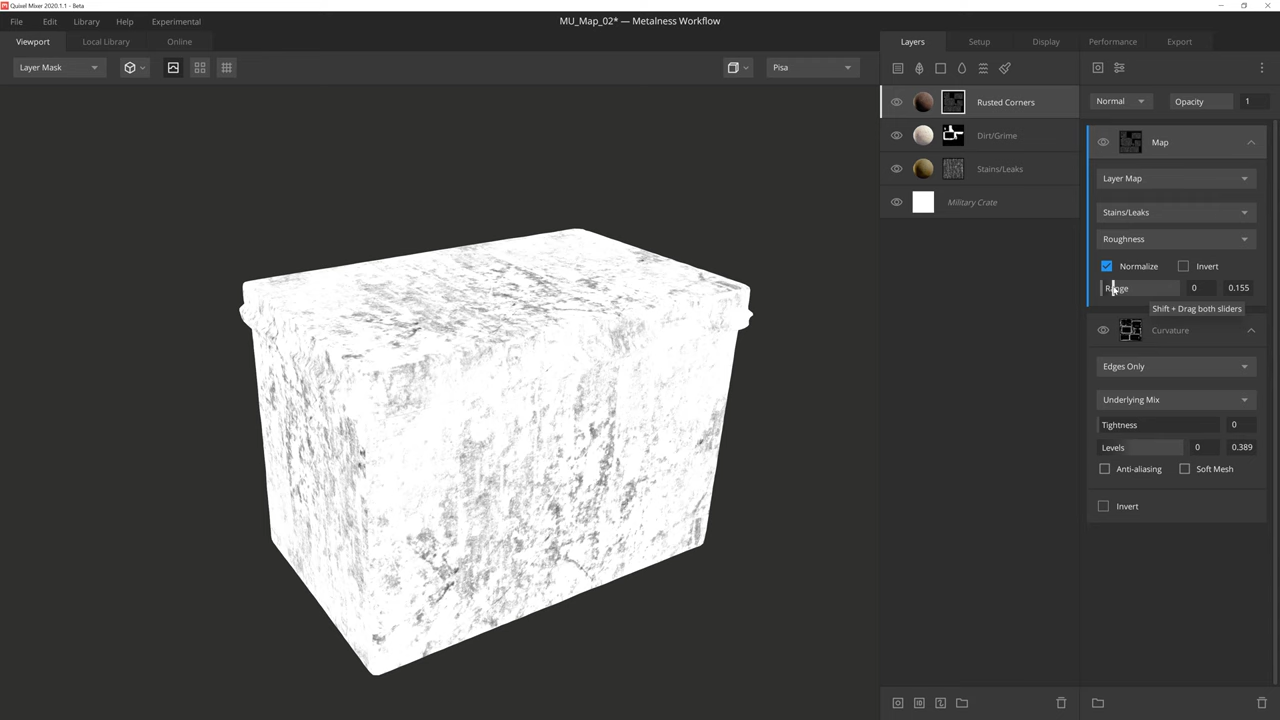 Quixel Mixer 2020.1.1 - Beta
File Edit Library Help Experimental
MU_Map_02* — Metalness Workflow
Viewport Local Library Online
Layers Setup Display Performance Export
Layer Mask
Pisa
Rusted Corners
Dirt/Grime
Stains/Leaks
Military Crate
Normal Opacity 1
Map
Layer Map
Stains/Leaks
Roughness
Normalize Invert
Range 0 0.155
Shift + Drag both sliders
Curvature
Edges Only
Underlying Mix
Tightness 0
Levels 0 0.389
Anti-aliasing Soft Mesh
Invert